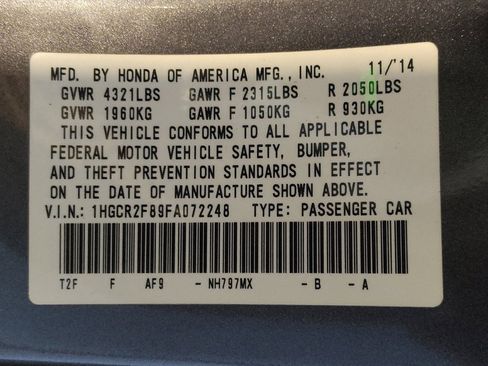 MFD. BY HONDA OF AMERICA MFG., INC. 11/'14
GVWR 4321LBS GAWR F 2315LBS R 2050LBS
GVWR 1960KG GAWR F 1050KG R 930KG
THIS VEHICLE CONFORMS TO ALL APPLICABLE
FEDERAL MOTOR VEHICLE SAFETY, BUMPER,
AND THEFT PREVENTION STANDARDS IN EFFECT
ON THE DATE OF MANUFACTURE SHOWN ABOVE.
V.I.N.: 1HGCR2F89FA072248 TYPE: PASSENGER CAR
T2F F AF9 - NH797MX - B - A